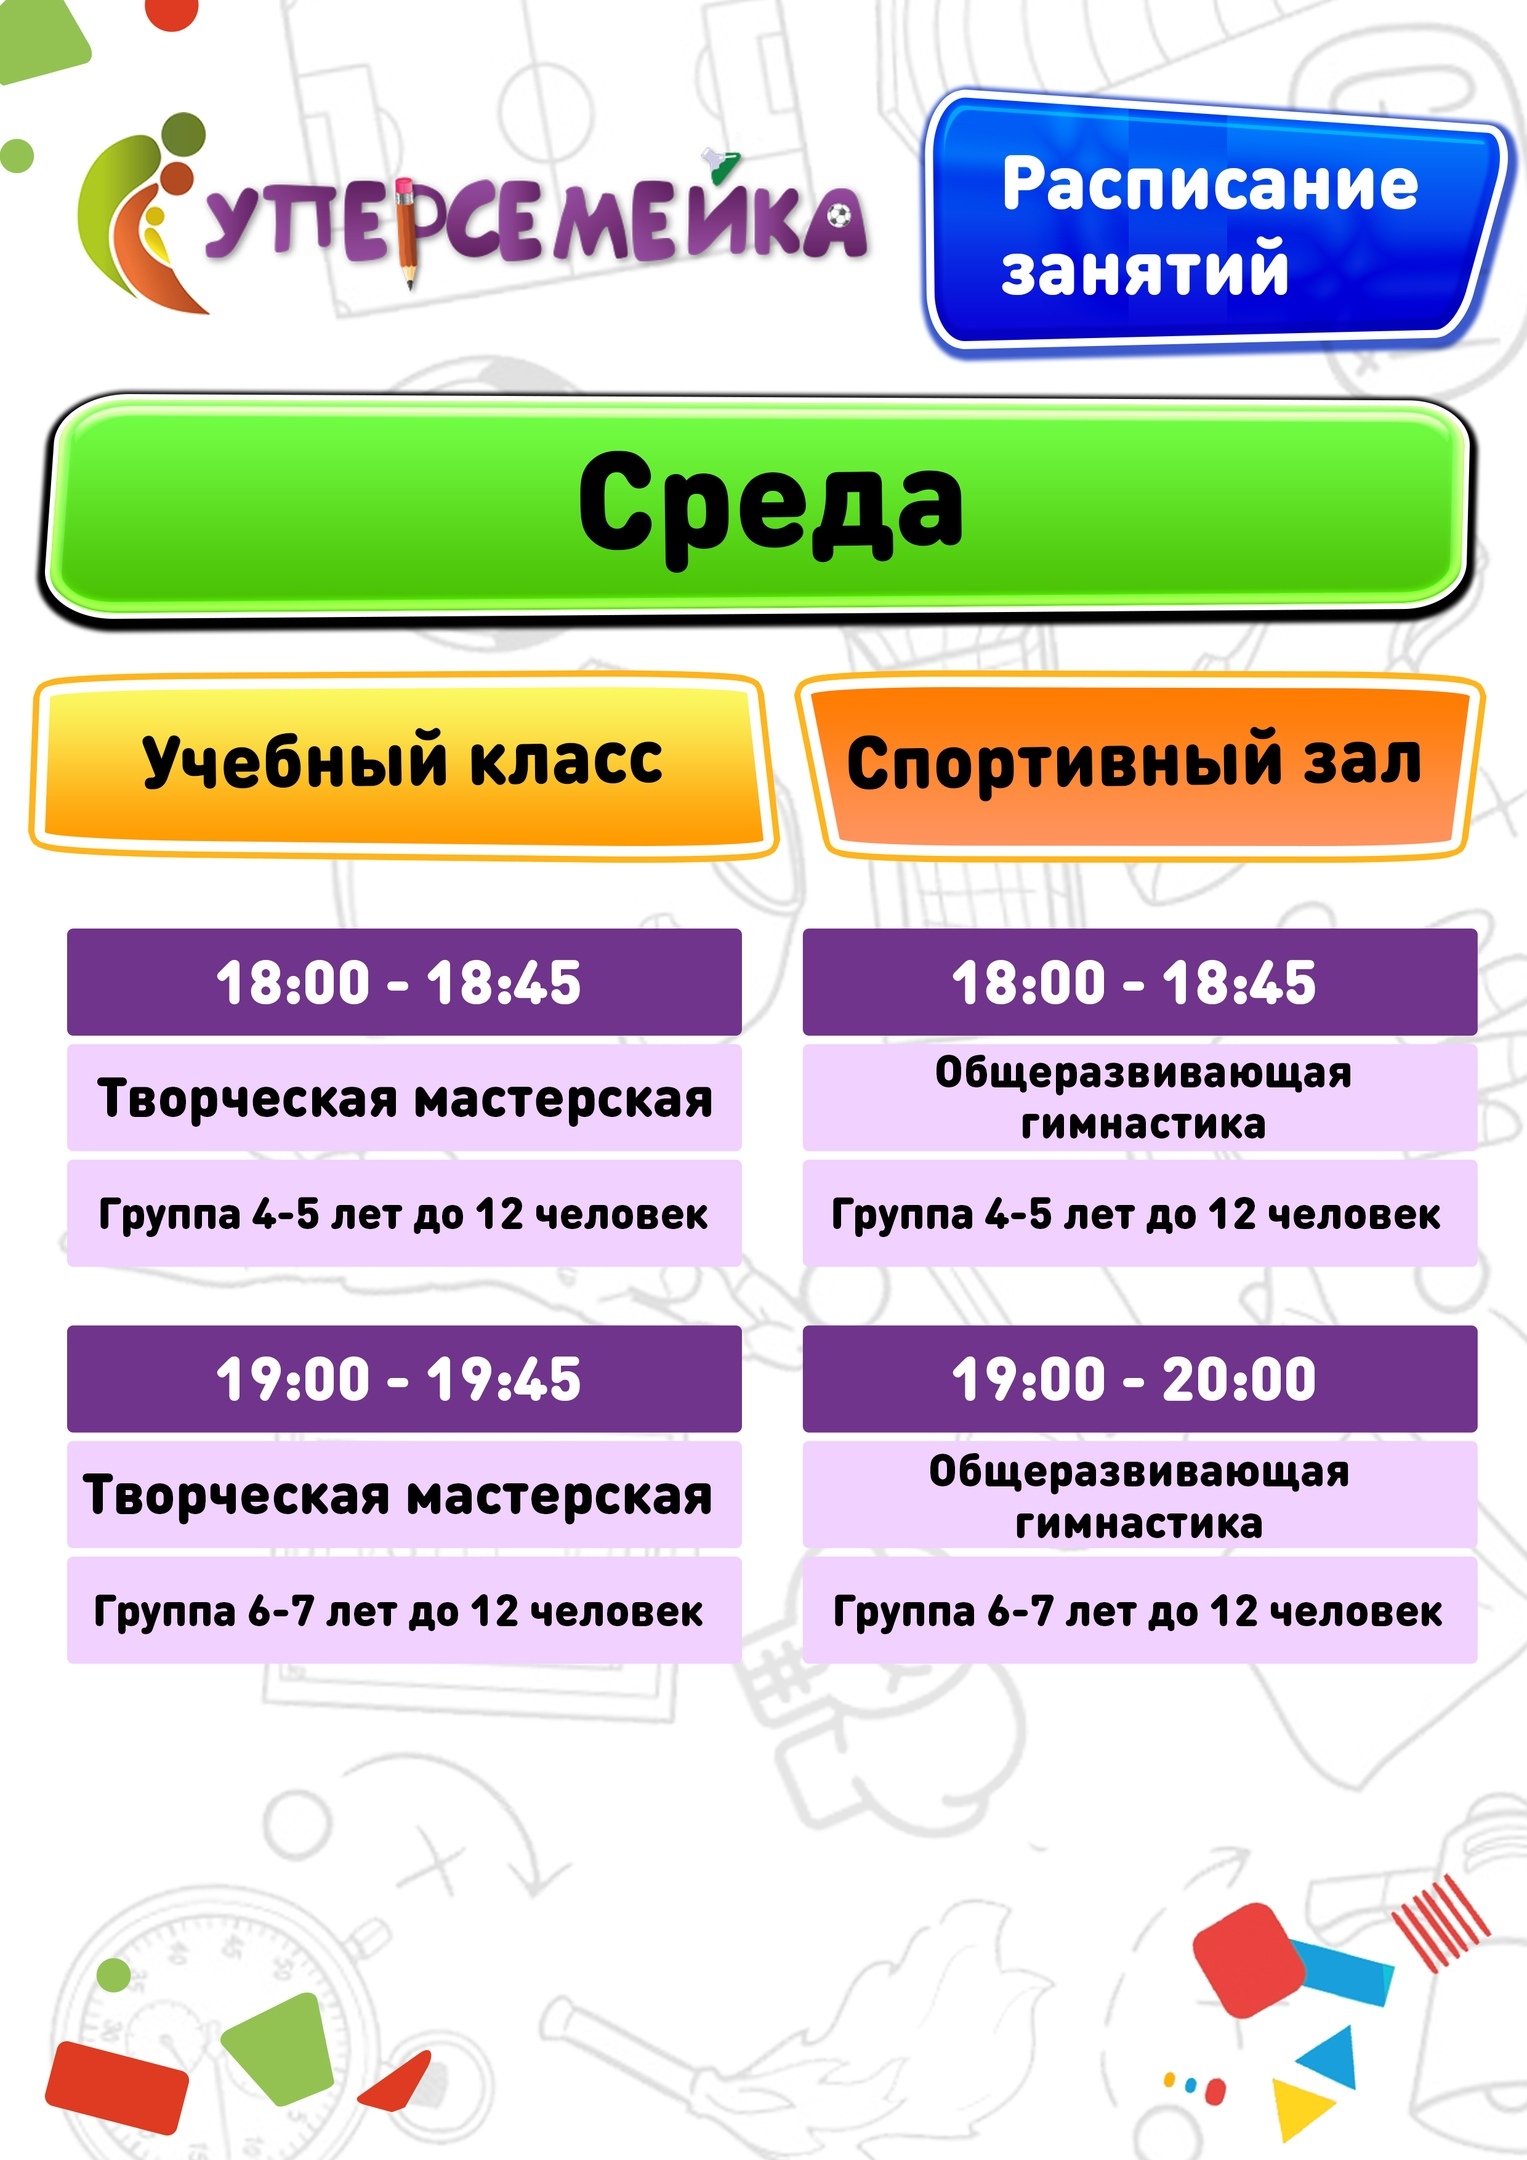 СУПЕРСЕМЕЙКА
Расписание
занятий
Среда
Учебный класс
Спортивный зал
18:00 - 18:45
Творческая мастерская
Группа 4-5 лет до 12 человек
18:00 - 18:45
Общеразвивающая
гимнастика
Группа 4-5 лет до 12 человек
19:00 - 19:45
Творческая мастерская
Группа 6-7 лет до 12 человек
19:00 - 20:00
Общеразвивающая
гимнастика
Группа 6-7 лет до 12 человек